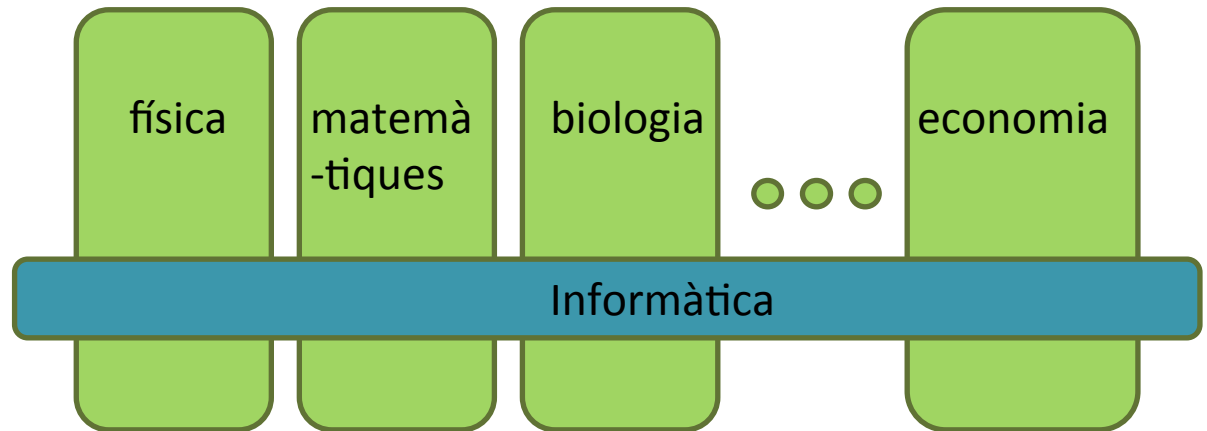 física
matemà
-tiques
biologia
economia
Informàtica